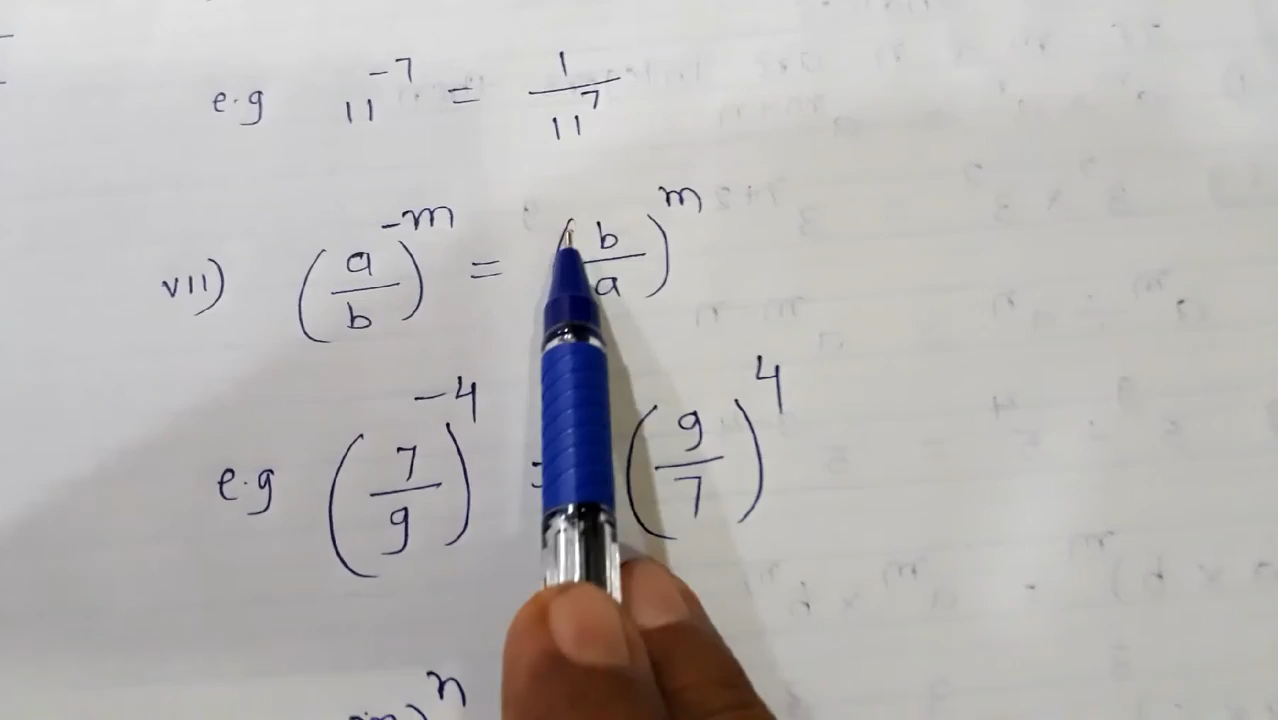 e.g 11^-7 = 1/11^7
vii) (a/b)^-m = (b/a)^m
e.g (7/9)^-4 = (9/7)^4
)^n